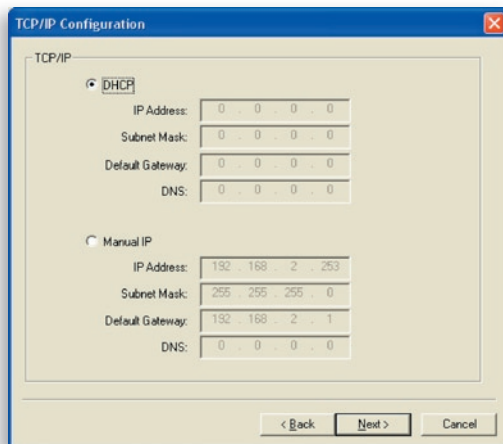 TCP/IP Configuration
TCP/IP
DHCP
IP Address: 0 . 0 . 0 . 0
Subnet Mask: 0 . 0 . 0 . 0
Default Gateway: 0 . 0 . 0 . 0
DNS: 0 . 0 . 0 . 0
Manual IP
IP Address: 192 . 168 . 2 . 253
Subnet Mask: 255 . 255 . 255 . 0
Default Gateway: 192 . 168 . 2 . 1
DNS: 0 . 0 . 0 . 0
< Back Next > Cancel